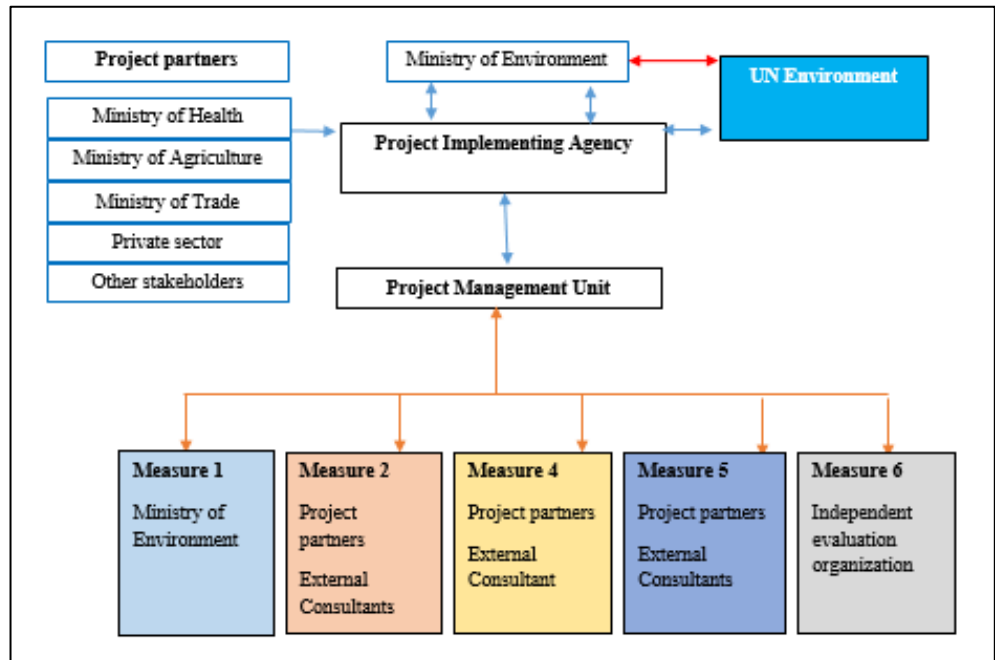 Project partners
Ministry of Environment
UN Environment
Ministry of Health
Ministry of Agriculture
Ministry of Trade
Private sector
Other stakeholders
Project Implementing Agency
Project Management Unit
Measure 1
Ministry of
Environment
Measure 2
Project
partners
External
Consultants
Measure 4
Project partners
External
Consultant
Measure 5
Project partners
External
Consultants
Measure 6
Independent
evaluation
organization